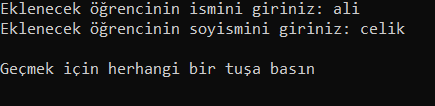 Eklenecek öğrencinin ismini giriniz: ali
Eklenecek öğrencinin soyismini giriniz: celik
Geçmek için herhangi bir tuşa basın